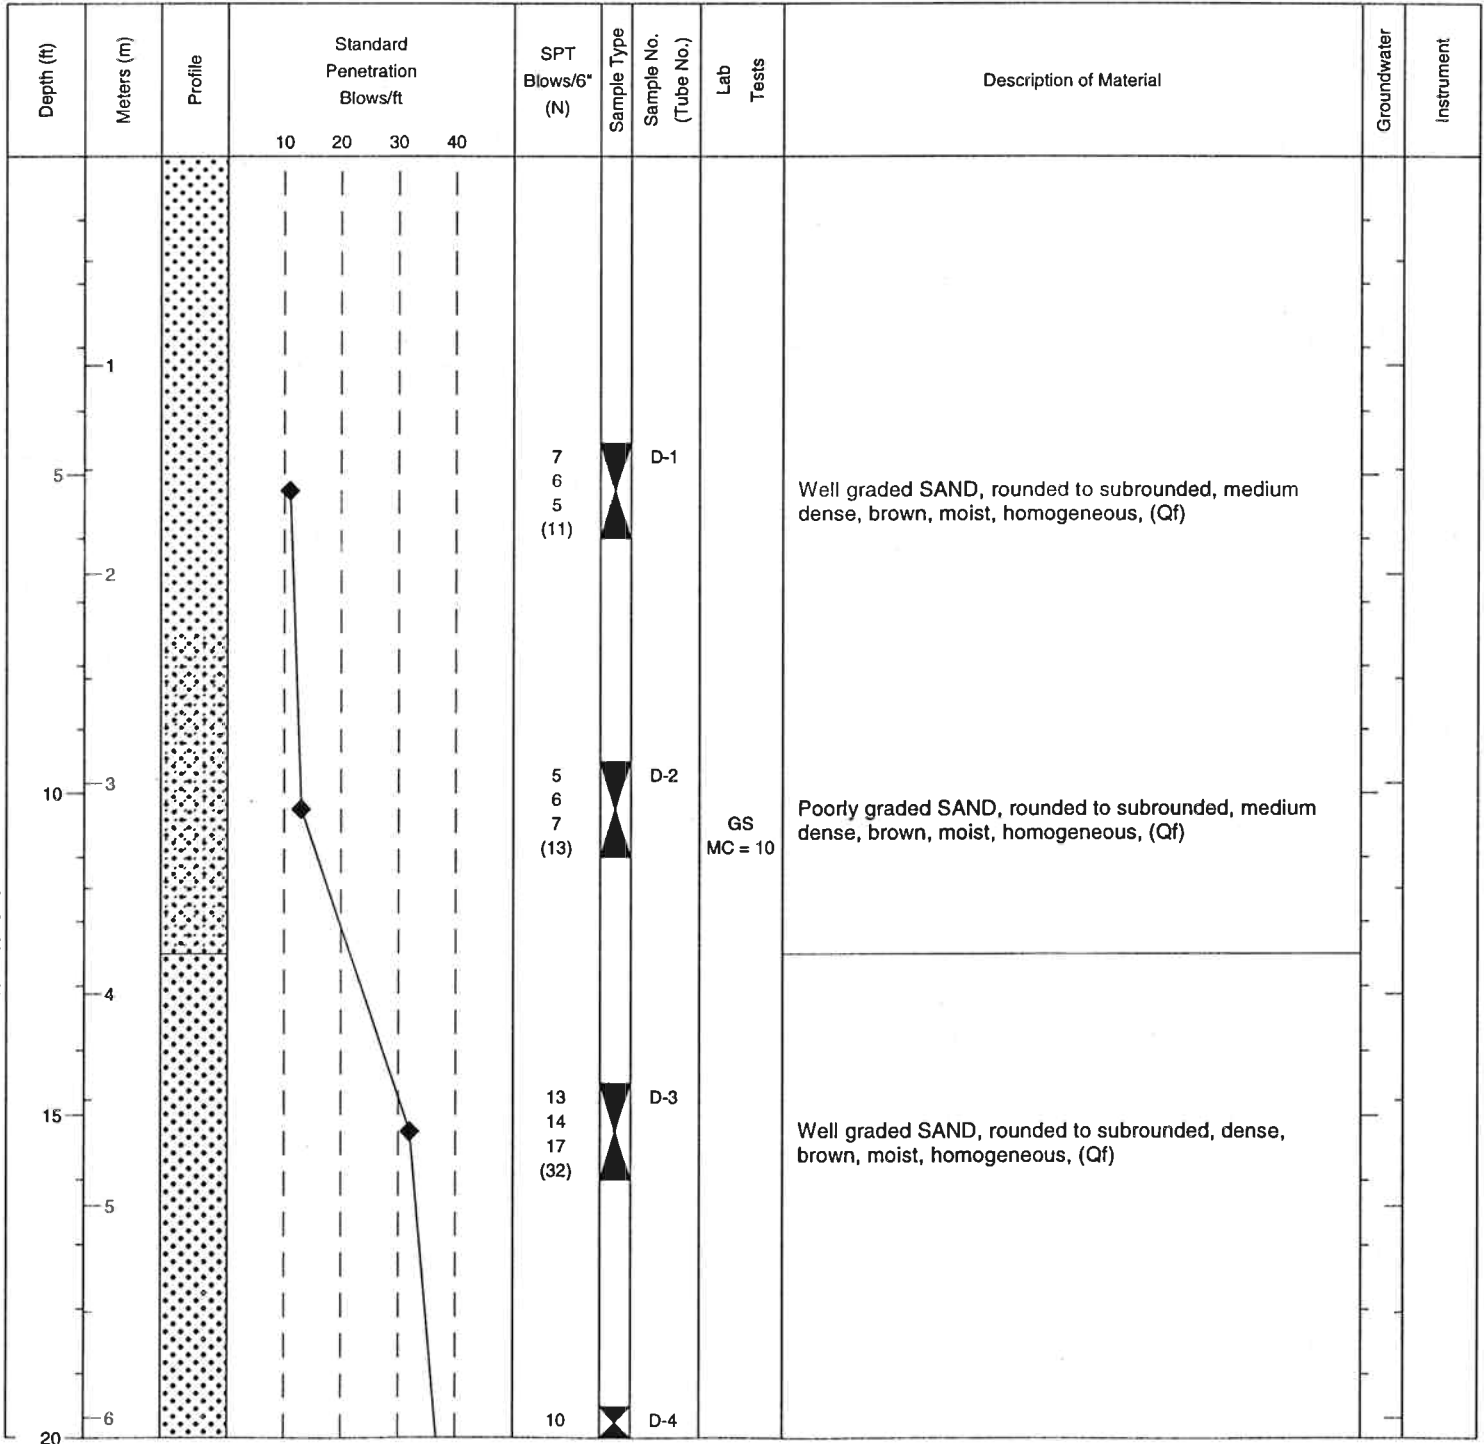 Depth (ft)
Meters (m)
Profile
Standard
Penetration
Blows/ft
10 20 30 40
SPT
Blows/6"
(N)
Sample Type
Sample No.
(Tube No.)
Lab
Tests
Description of Material
Groundwater
Instrument
1
5
7
6
5
(11)
D-1
Well graded SAND, rounded to subrounded, medium
dense, brown, moist, homogeneous, (Qf)
2
3
10
5
6
7
(13)
D-2
GS
MC = 10
Poorly graded SAND, rounded to subrounded, medium
dense, brown, moist, homogeneous, (Qf)
4
15
13
14
17
(32)
D-3
Well graded SAND, rounded to subrounded, dense,
brown, moist, homogeneous, (Qf)
5
6
20
10
D-4